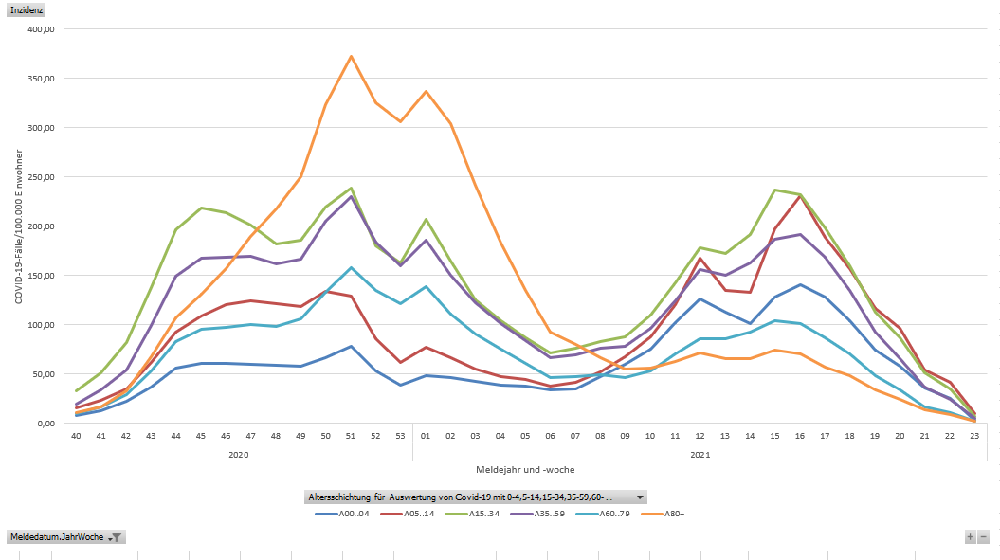 Inzidenz
400,00
350,00
300,00
250,00
200,00
150,00
100,00
50,00
0,00
COVID-19-Fälle/100.000 Einwohner
40 41 42 43 44 45 46 47 48 49 50 51 52 53 01 02 03 04 05 06 07 08 09 10 11 12 13 14 15 16 17 18 19 20 21 22 23
2020 2021
Meldejahr und -woche
Altersschichtung für Auswertung von Covid-19 mit 0-4,5-14,15-34,35-59,60- ...
A00..04 A05..14 A15..34 A35..59 A60..79 A80+
Meldedatum.JahrWoche + −